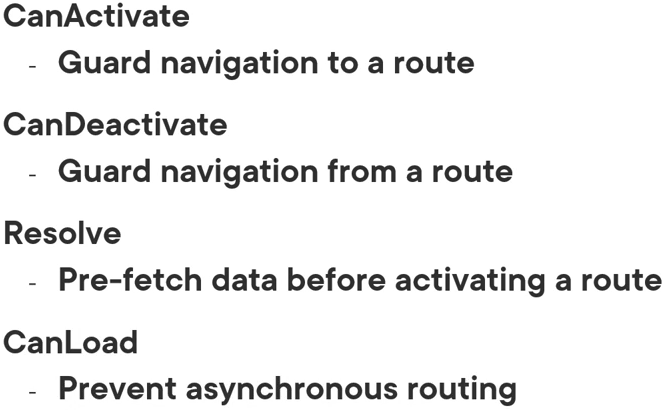 CanActivate
- Guard navigation to a route
CanDeactivate
- Guard navigation from a route
Resolve
- Pre-fetch data before activating a route
CanLoad
- Prevent asynchronous routing